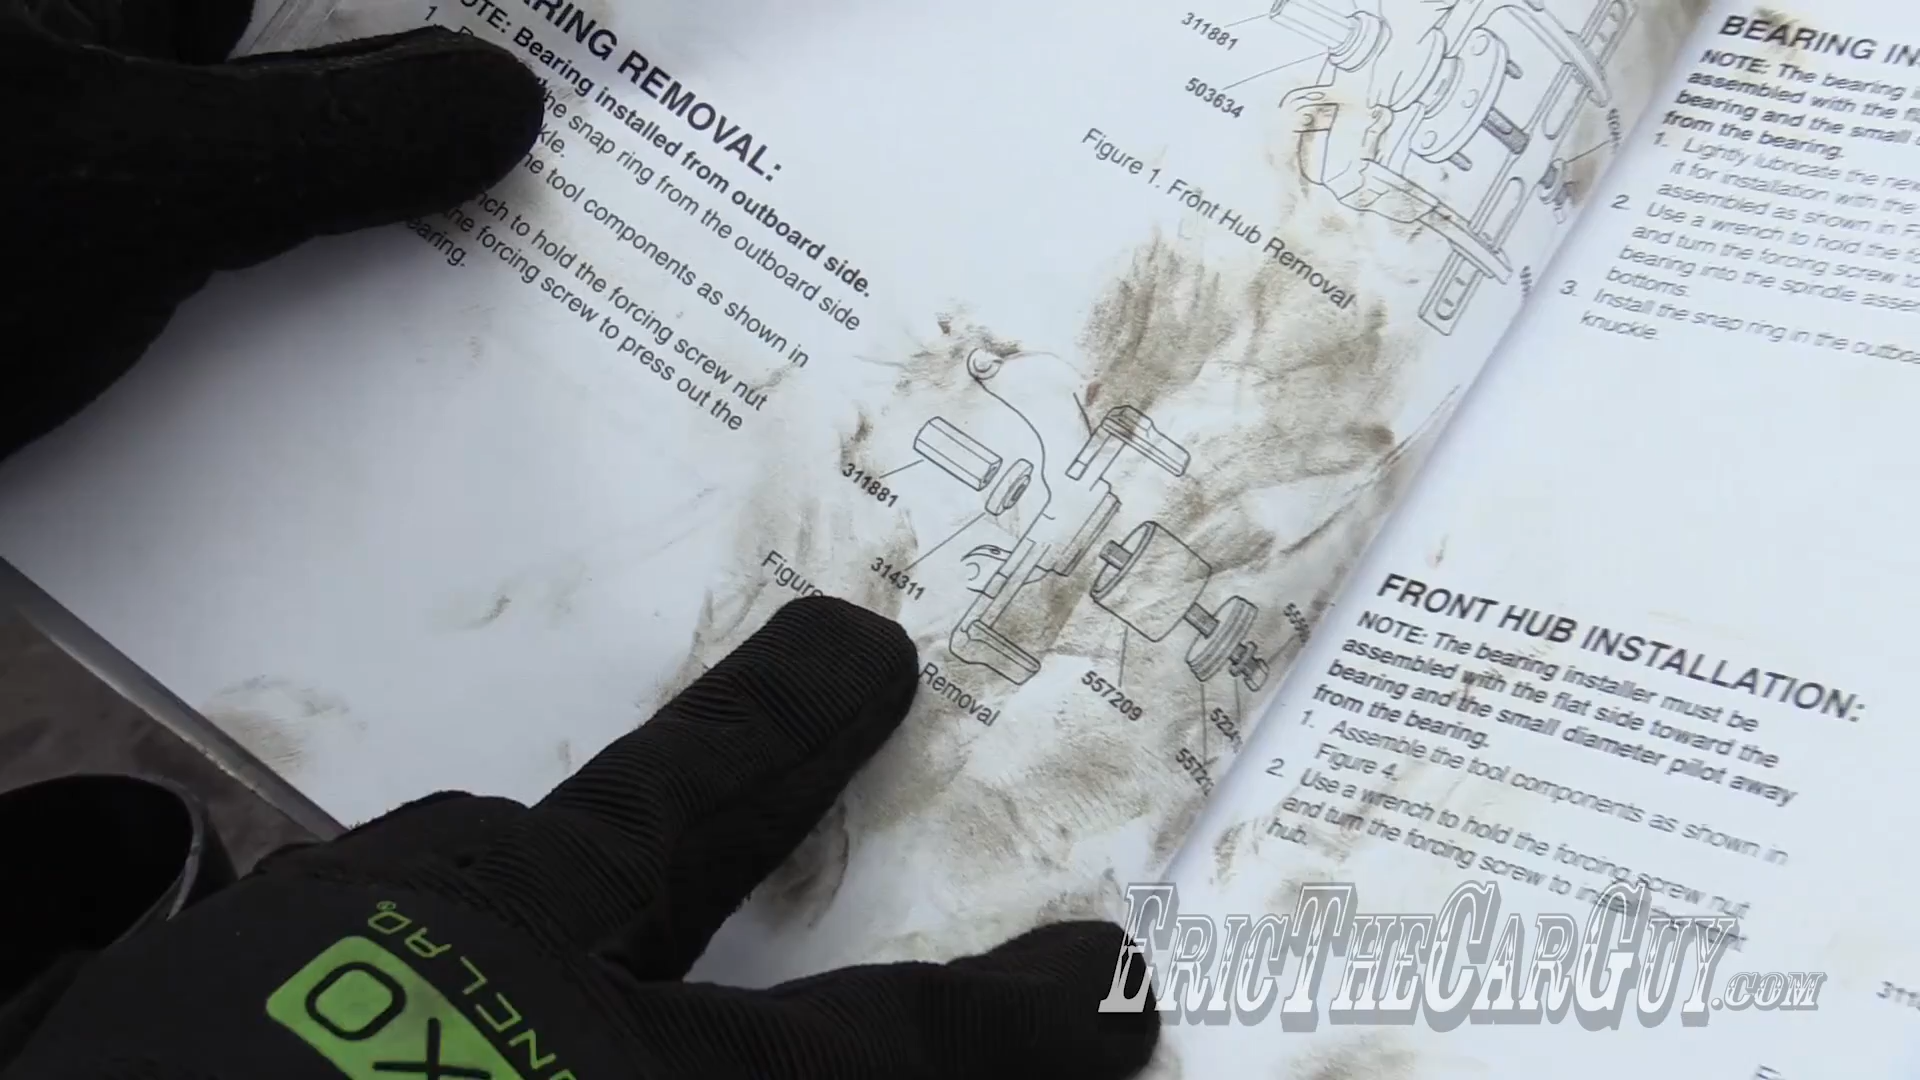 RING REMOVAL:
OTE: Bearing installed from outboard side.
1.
the snap ring from the outboard side
kle.
the tool components as shown in
nch to hold the forcing screw nut
the forcing screw to press out the
earing.
311881
503634
Figure 1. Front Hub Removal
311881
314311
557209
Figure
Removal
BEARING IN
NOTE: The bearing
assembled with the
bearing and the small
from the bearing.
1. Lightly lubricate the new
it for installation with the
assembled as shown in
2. Use a wrench to hold the
and turn the forcing screw to
bearing into the spindle
bottoms.
3. Install the snap ring in the
knuckle.
FRONT HUB INSTALLATION:
NOTE: The bearing installer must be
assembled with the flat side toward the
bearing and the small diameter pilot away
from the bearing.
1. Assemble the tool components as shown in
Figure 4.
2. Use a wrench to hold the forcing screw nut
and turn the forcing screw to
hub.
ERICTHECARGUY.COM